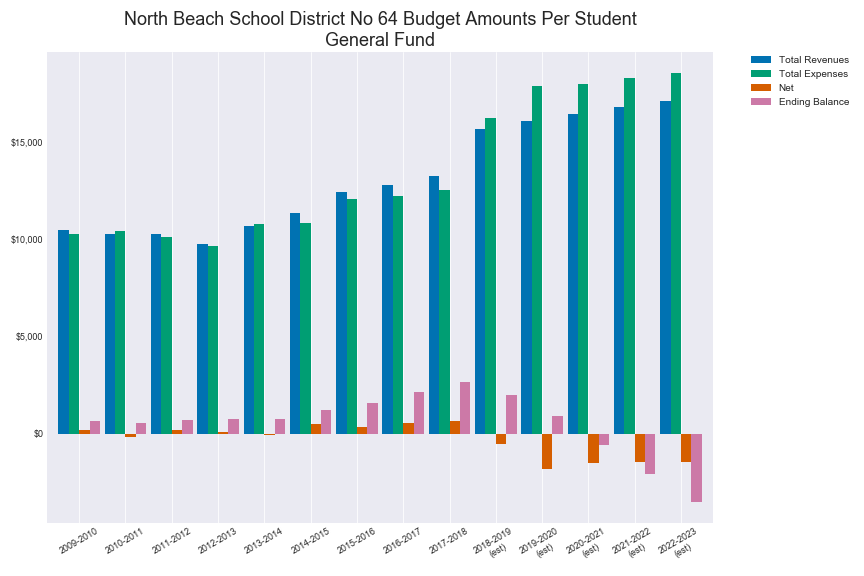 North Beach School District No 64 Budget Amounts Per Student
General Fund
Total Revenues
Total Expenses
Net
Ending Balance
$15,000
$10,000
$5,000
$0
2009-2010
2010-2011
2011-2012
2012-2013
2013-2014
2014-2015
2015-2016
2016-2017
2017-2018
2018-2019
(est)
2019-2020
(est)
2020-2021
(est)
2021-2022
(est)
2022-2023
(est)